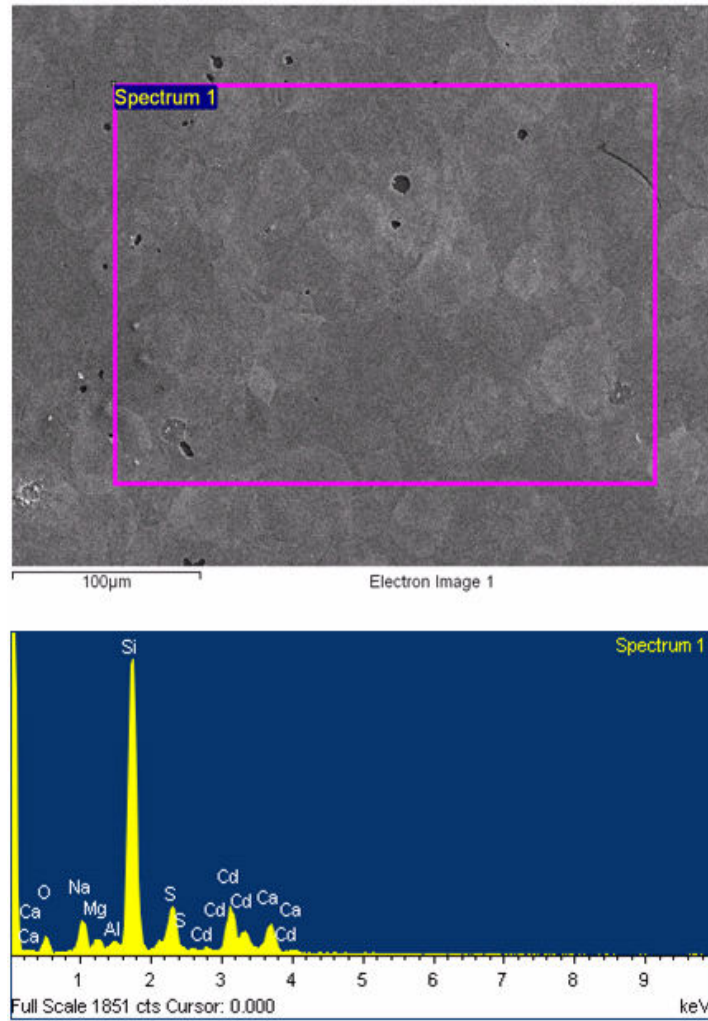 Spectrum 1
100µm
Electron Image 1
Spectrum 1
Si
O
Ca
Ca
Na
Mg
Al
S
S
Cd
Cd
Cd
Cd
Ca
Ca
Cd
1 2 3 4 5 6 7 8 9
Full Scale 1851 cts Cursor: 0.000 keV